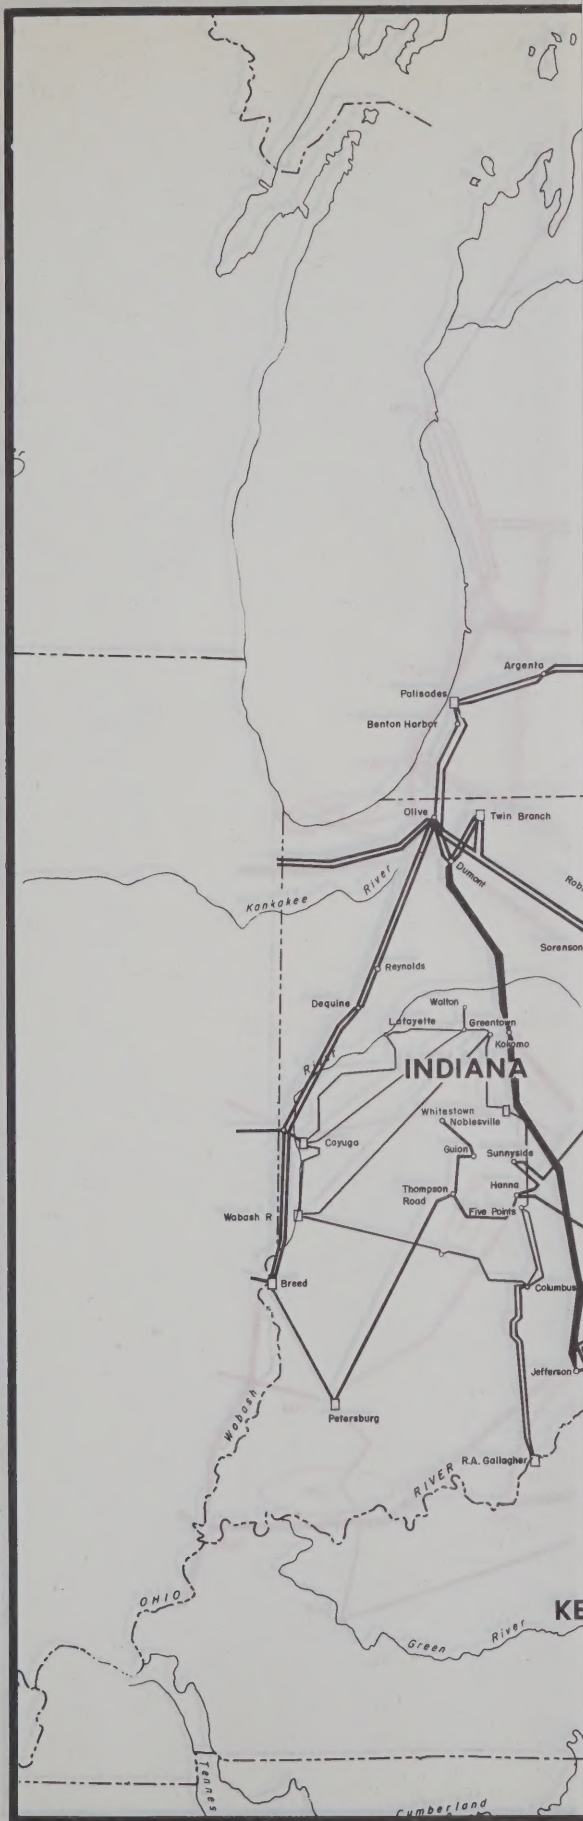 Argenta
Palisades
Benton Harbor
Olive
Twin Branch
Dumont
Kankakee River
Sorenson
Reynolds
Dequine
Walton
Lafayette
Greentown
Kokomo
River
INDIANA
Whitestown
Noblesville
Cayuga
Guion
Sunnyside
Thompson
Road
Hanna
Five Points
Wabash R
Breed
Columbus
Jefferson
Wabash
Petersburg
R.A. Gallagher
RIVER
OHIO
KE
Green River
Tennes
Cumberland